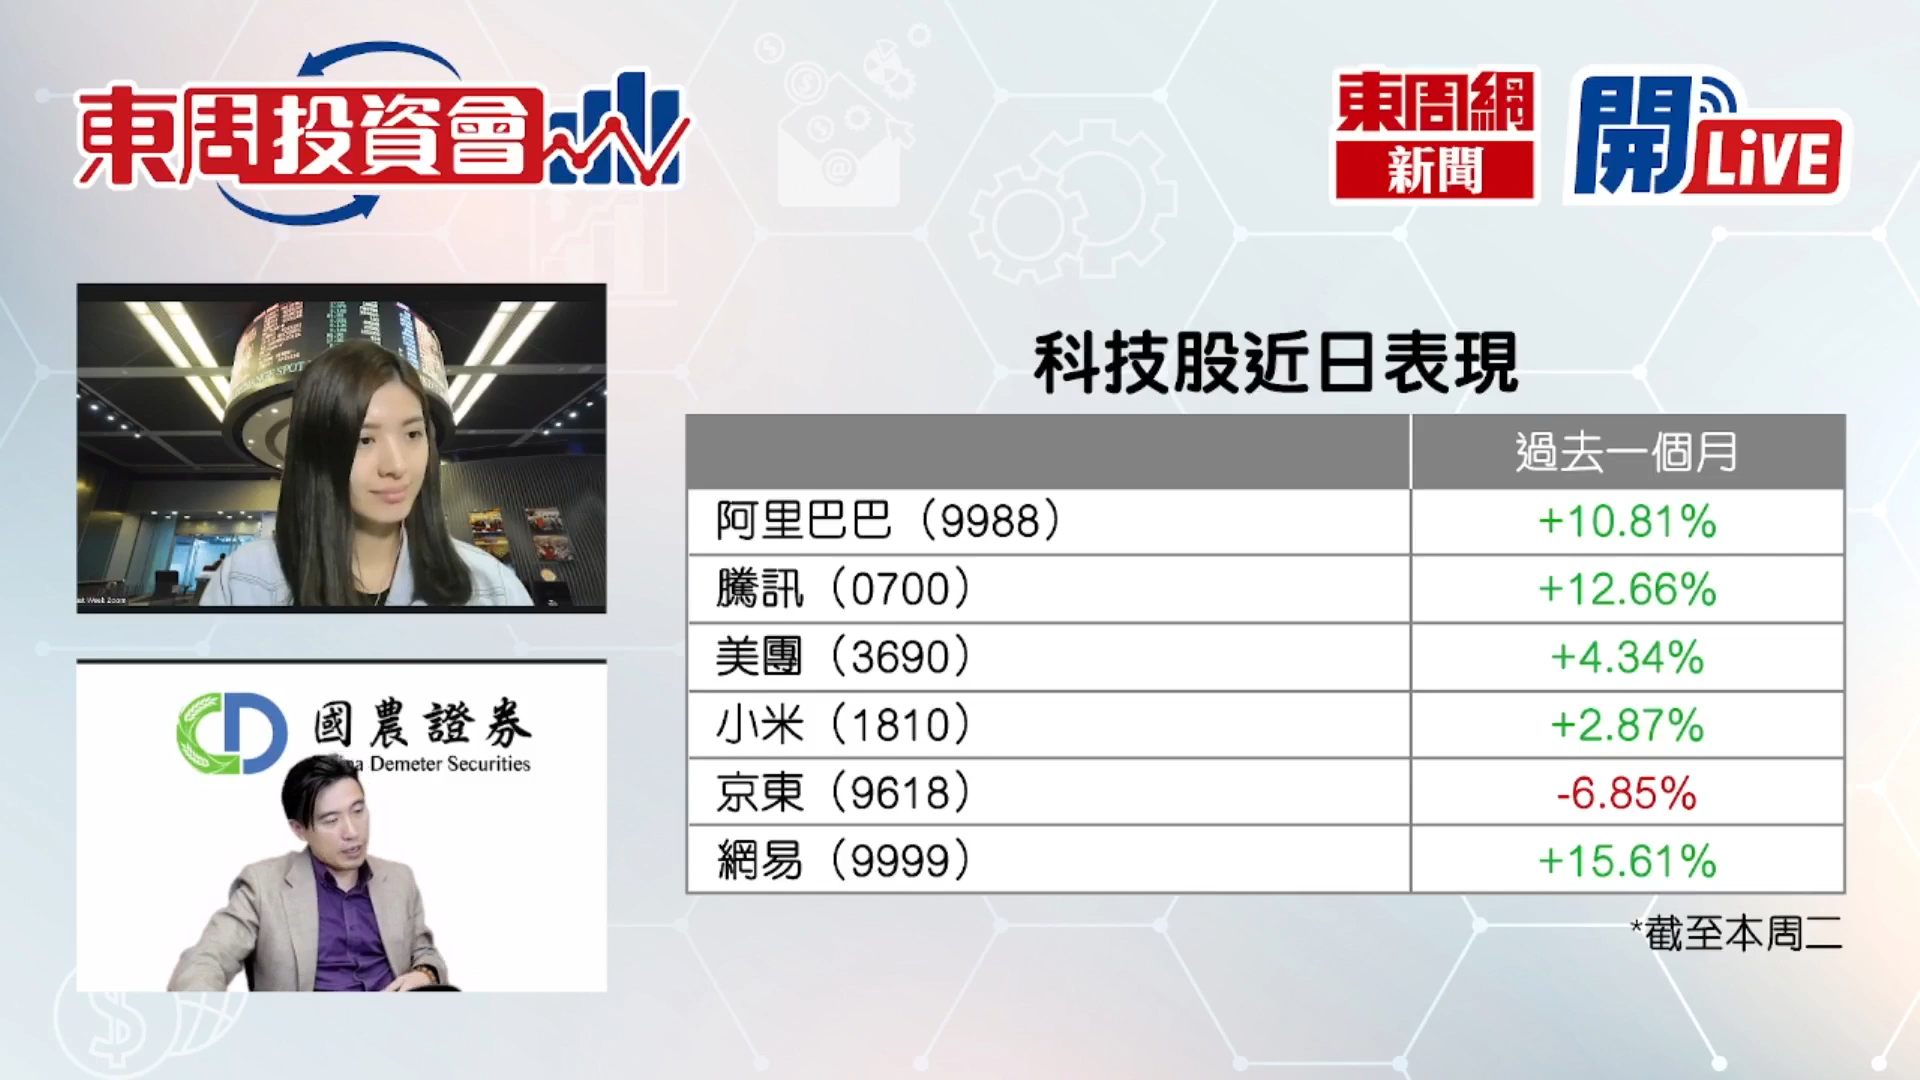 東周投資會
東周網
新聞
開 LiVE
國農證券
Demeter Securities
科技股近日表現
過去一個月
阿里巴巴（9988） +10.81%
騰訊（0700） +12.66%
美團（3690） +4.34%
小米（1810） +2.87%
京東（9618） -6.85%
網易（9999） +15.61%
*截至本周二